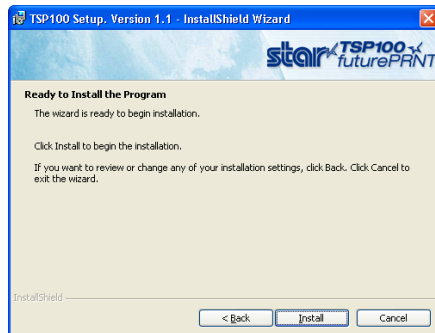 TSP100 Setup. Version 1.1 - InstallShield Wizard
star TSP100
futurePRNT
Ready to Install the Program
The wizard is ready to begin installation.
Click Install to begin the installation.
If you want to review or change any of your installation settings, click Back. Click Cancel to
exit the wizard.
InstallShield
< Back Install Cancel